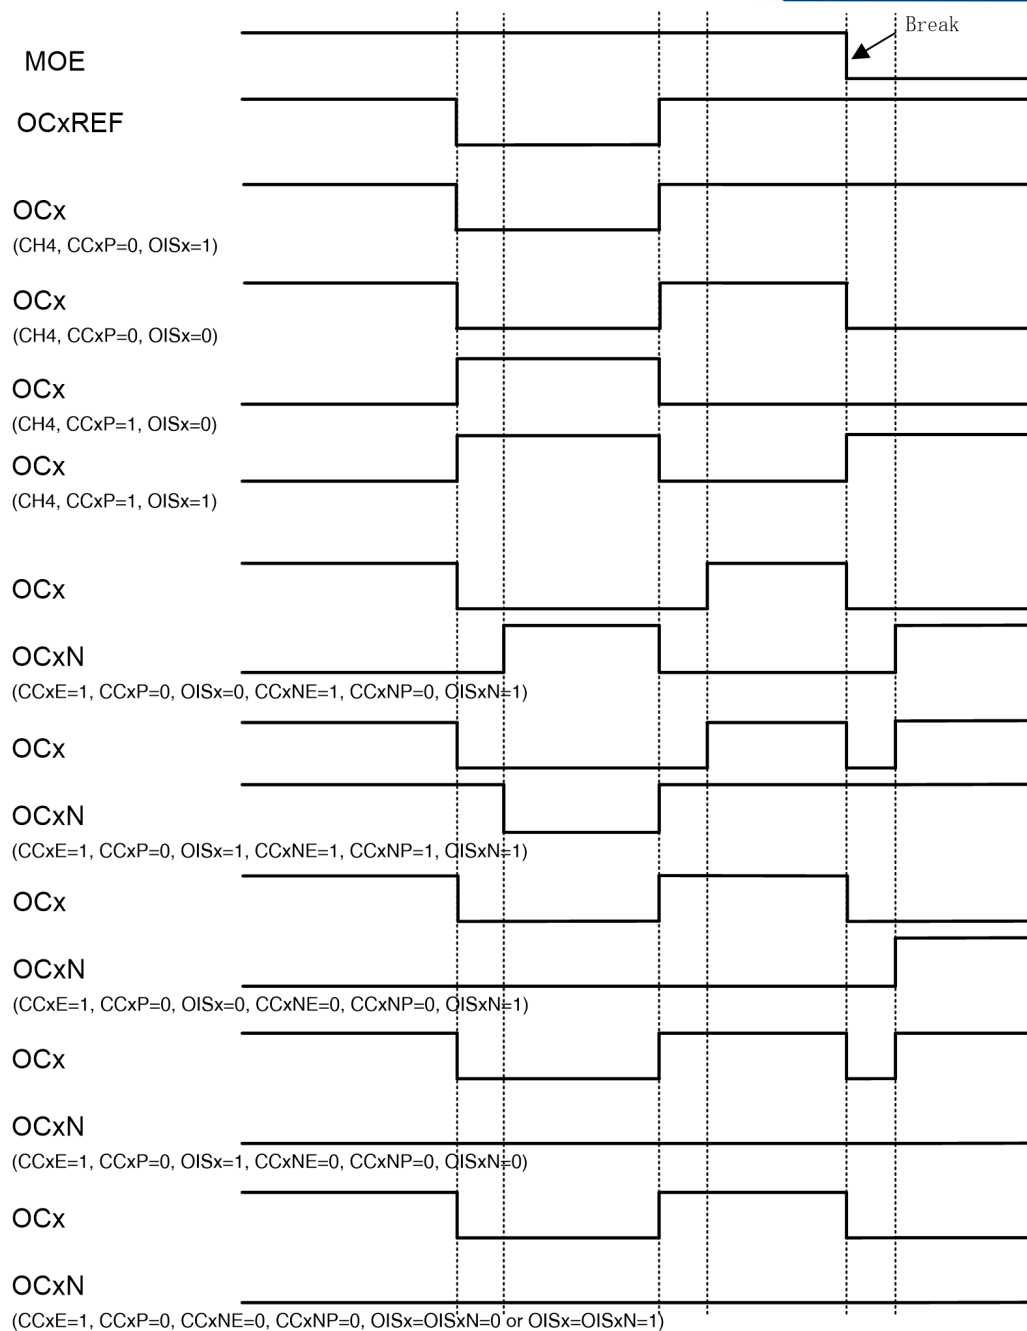 Break
MOE
OCxREF
OCx
(CH4, CCxP=0, OISx=1)
OCx
(CH4, CCxP=0, OISx=0)
OCx
(CH4, CCxP=1, OISx=0)
OCx
(CH4, CCxP=1, OISx=1)
OCx
OCxN
(CCxE=1, CCxP=0, OISx=0, CCxNE=1, CCxNP=0, OISxN=1)
OCx
OCxN
(CCxE=1, CCxP=0, OISx=1, CCxNE=1, CCxNP=1, OISxN=1)
OCx
OCxN
(CCxE=1, CCxP=0, OISx=0, CCxNE=0, CCxNP=0, OISxN=1)
OCx
OCxN
(CCxE=1, CCxP=0, OISx=1, CCxNE=0, CCxNP=0, OISxN=0)
OCx
OCxN
(CCxE=1, CCxP=0, CCxNE=0, CCxNP=0, OISx=OISxN=0 or OISx=OISxN=1)